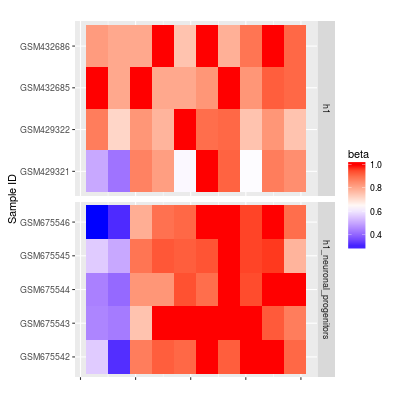 GSM432686
GSM432685
GSM429322
GSM429321
h1
GSM675546
GSM675545
GSM675544
GSM675543
GSM675542
h1_neuronal_progenitors
Sample ID
beta
1.0
0.8
0.6
0.4